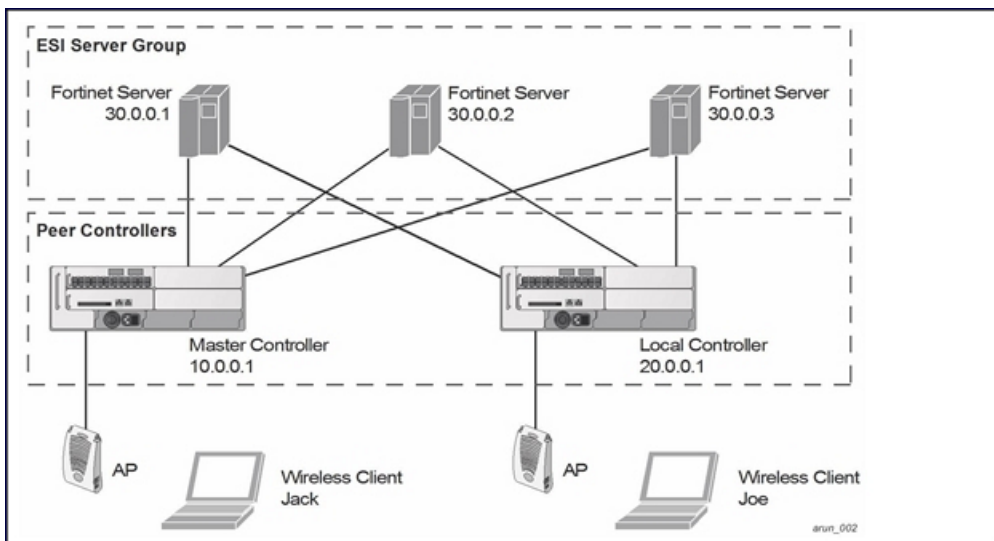 ESI Server Group
Fortinet Server
30.0.0.1
Fortinet Server
30.0.0.2
Fortinet Server
30.0.0.3
Peer Controllers
Master Controller
10.0.0.1
Local Controller
20.0.0.1
AP
Wireless Client
Jack
AP
Wireless Client
Joe
arun_002